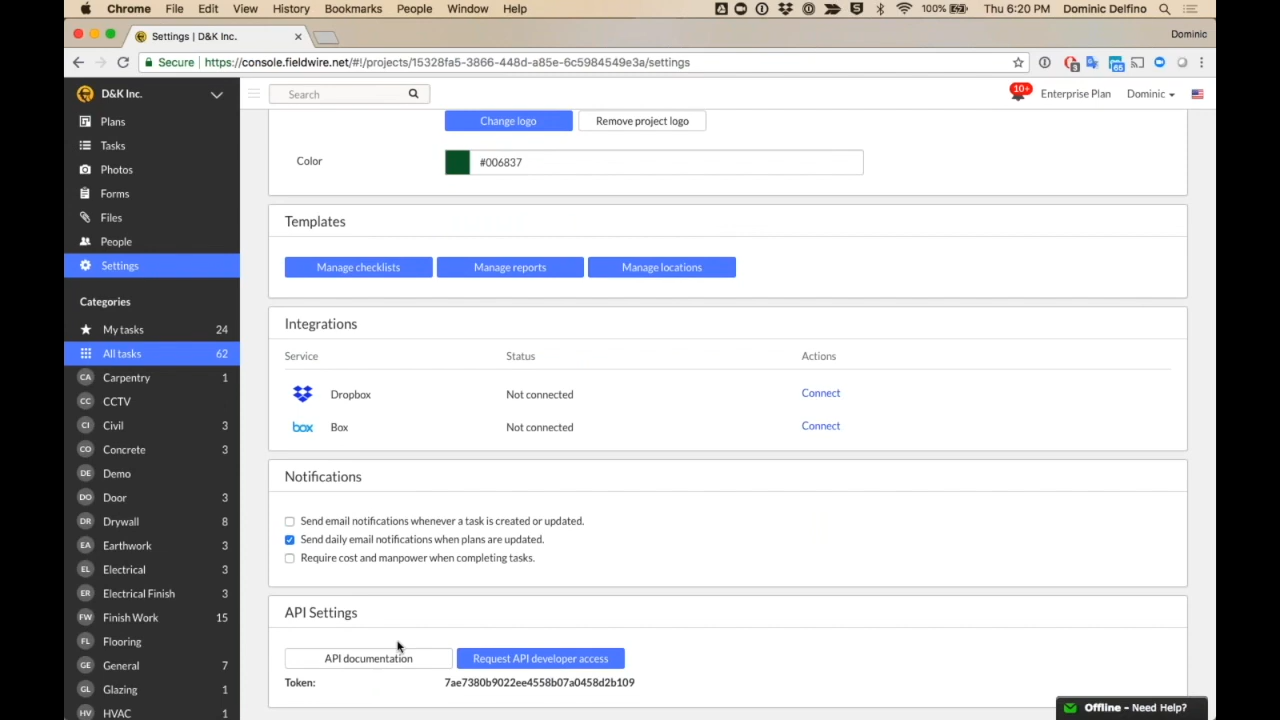 Chrome File Edit View History Bookmarks People Window Help 100% Thu 6:20 PM Dominic Delfino
Settings | D&K Inc. Dominic
Secure https://console.fieldwire.net/#!/projects/15328fa5-3866-448d-a85e-6c5984549e3a/settings
D&K Inc. Search 10+ Enterprise Plan Dominic
Plans
Tasks
Photos
Forms
Files
People
Settings
Categories
My tasks 24
All tasks 62
CA Carpentry 1
CC CCTV
CI Civil 3
CO Concrete 3
DE Demo
DO Door 3
DR Drywall 8
EA Earthwork 3
EL Electrical 3
ER Electrical Finish 3
FW Finish Work 15
FL Flooring
GE General 7
GL Glazing 1
HV HVAC 1
Change logo Remove project logo
Color #006837
Templates
Manage checklists Manage reports Manage locations
Integrations
Service Status Actions
Dropbox Not connected Connect
box Box Not connected Connect
Notifications
Send email notifications whenever a task is created or updated.
Send daily email notifications when plans are updated.
Require cost and manpower when completing tasks.
API Settings
API documentation Request API developer access
Token: 7ae7380b9022ee4558b07a0458d2b109
Offline - Need Help?